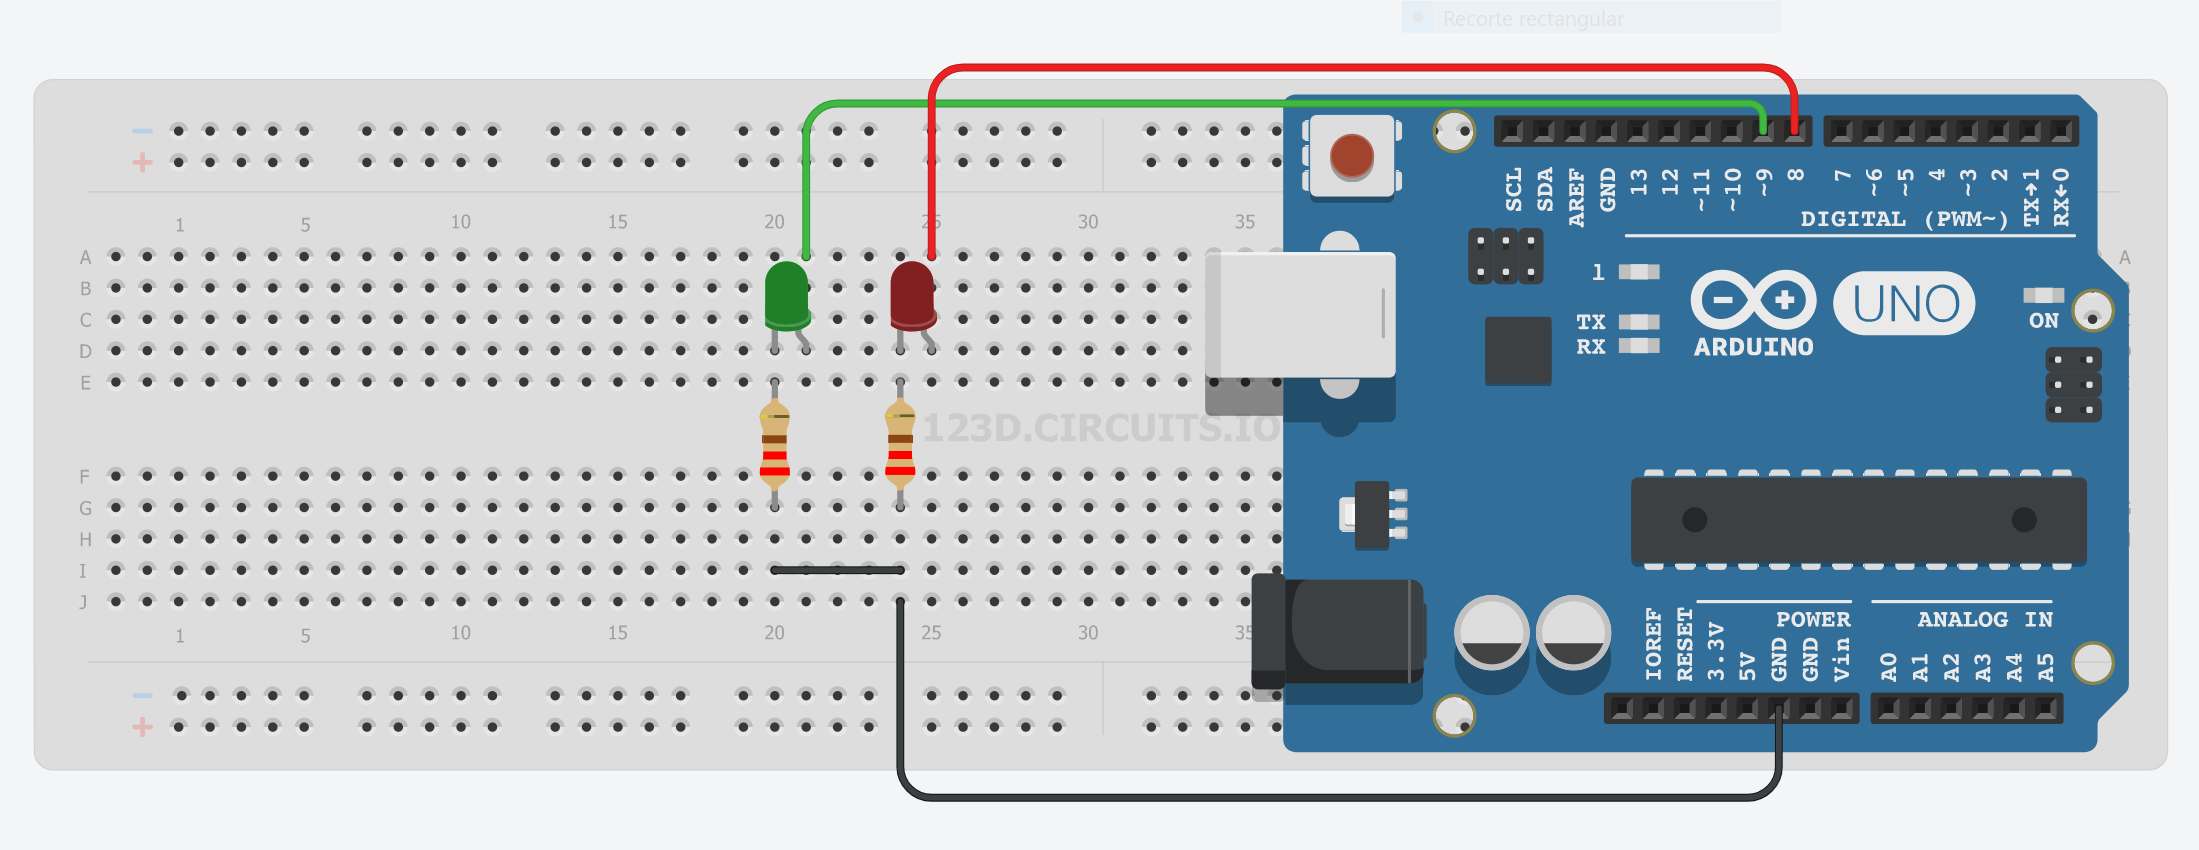 Recorte rectangular
− +
1 5 10 15 20 25 30 35
A A
B
C
D
E
123D.CIRCUITS.IO
F
G
H
I
J
1 5 10 15 20 25 30 35
− +
SCL SDA AREF GND 13 12 ~11 ~10 ~9 8 7 ~6 ~5 4 ~3 2 TX→1 RX←0
DIGITAL (PWM~)
l
TX
RX
ARDUINO
UNO
ON
IOREF RESET 3.3V 5V GND GND Vin A0 A1 A2 A3 A4 A5
POWER ANALOG IN